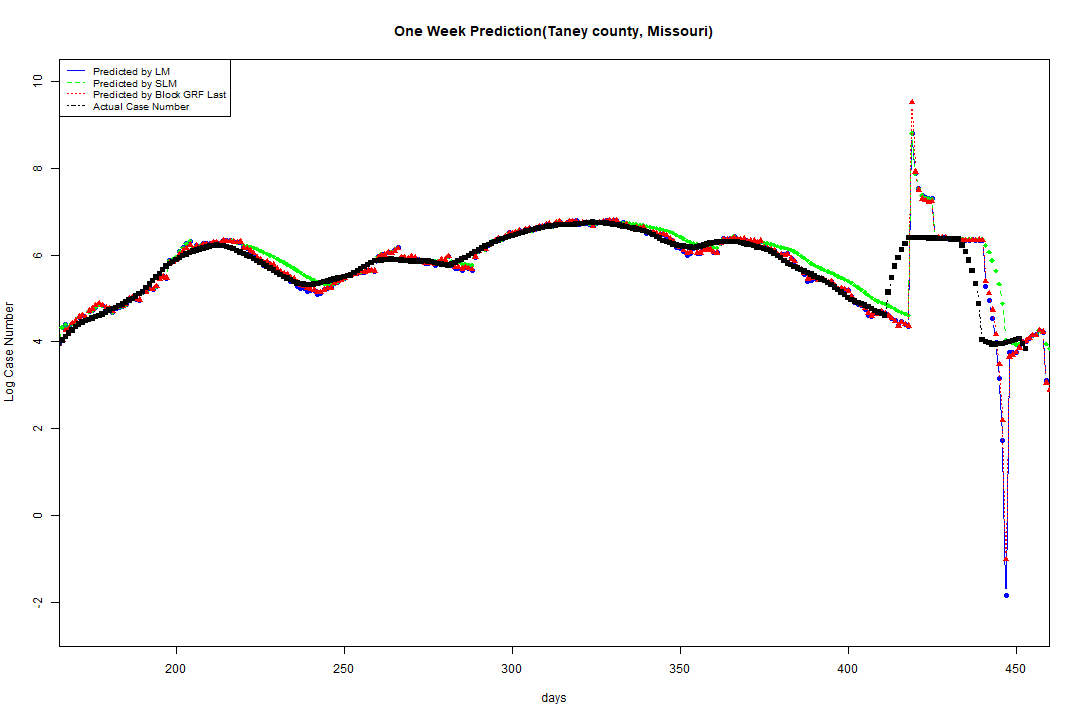 One Week Prediction(Taney county, Missouri)
Predicted by LM
Predicted by SLM
Predicted by Block GRF Last
Actual Case Number
10
8
6
4
2
0
-2
Log Case Number
200 250 300 350 400 450
days